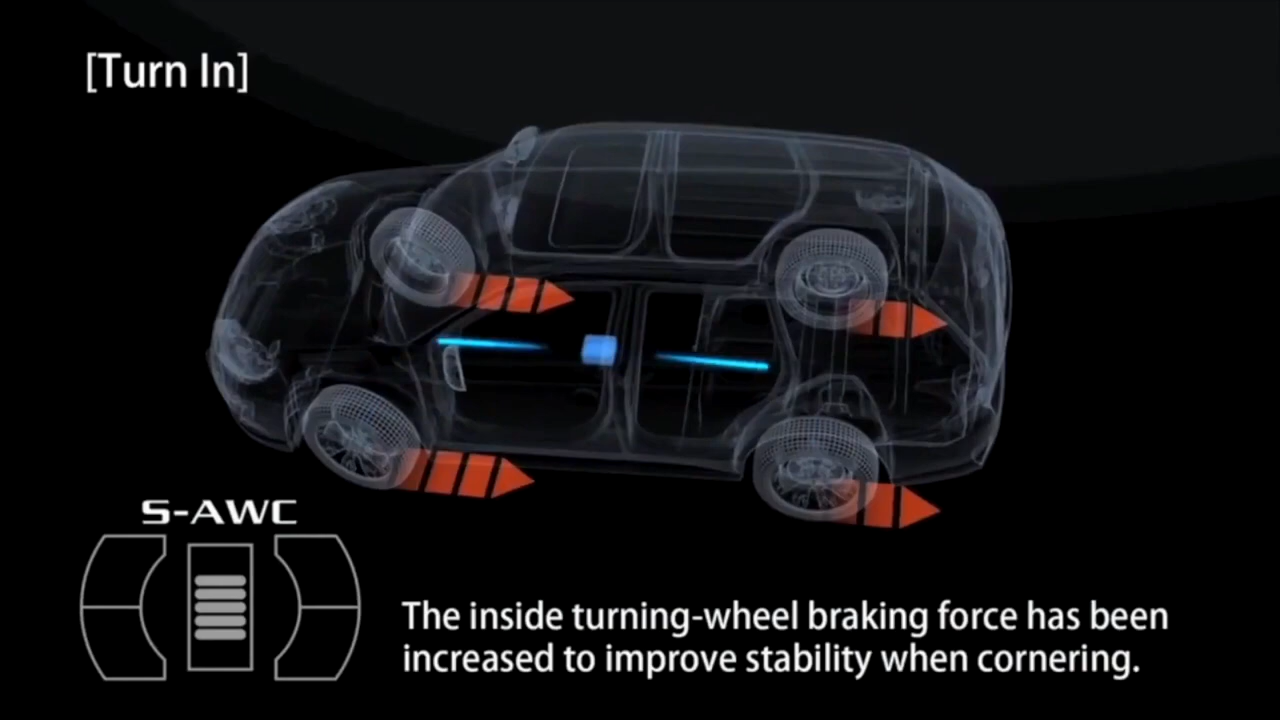 [Turn In]
S-AWC
The inside turning-wheel braking force has been
increased to improve stability when cornering.